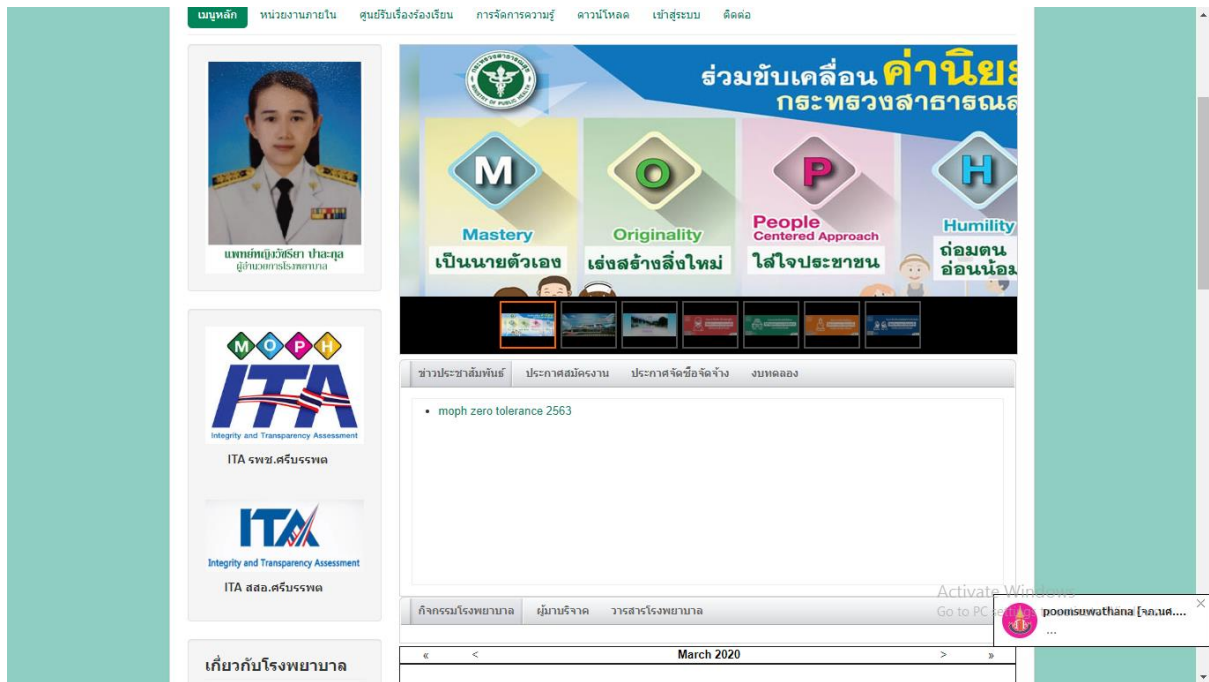 เมนูหลัก หน่วยงานภายใน ศูนย์รับเรื่องร้องเรียน การจัดการความรู้ ดาวน์โหลด เข้าสู่ระบบ ติดต่อ
แพทย์หญิงวัชรียา ปาละกุล
ผู้อำนวยการโรงพยาบาล
ร่วมขับเคลื่อน ค่านิยม
กระทรวงสาธารณสุ
M O P H
Mastery
เป็นนายตัวเอง
Originality
เร่งสร้างสิ่งใหม่
People
Centered Approach
ใส่ใจประชาชน
Humility
ถ่อมตน
อ่อนน้อม
MOPH
ITA
Integrity and Transparency Assessment
ITA รพช.ศรีบรรพต
ITA
Integrity and Transparency Assessment
ITA สสอ.ศรีบรรพต
เกี่ยวกับโรงพยาบาล
ข่าวประชาสัมพันธ์ ประกาศสมัครงาน ประกาศจัดซื้อจัดจ้าง งบทดลอง
moph zero tolerance 2563
กิจกรรมโรงพยาบาล ผู้มาบริจาค วารสารโรงพยาบาล
« < March 2020 > »
Activate Windows
Go to PC
poomsuwathana [จภ.นศ....
...